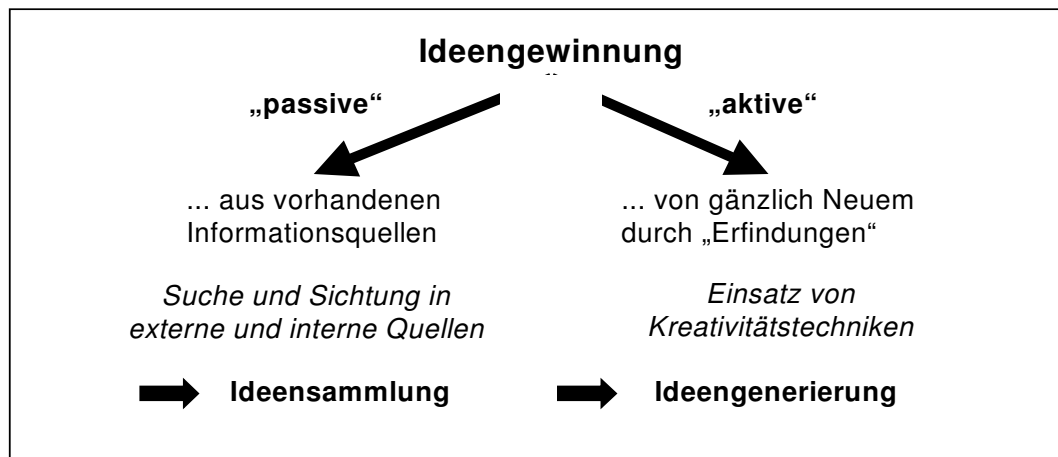 Ideengewinnung
„passive“
„aktive“
... aus vorhandenen
Informationsquellen
... von gänzlich Neuem
durch „Erfindungen“
Suche und Sichtung in
externe und interne Quellen
Einsatz von
Kreativitätstechniken
Ideensammlung
Ideengenerierung